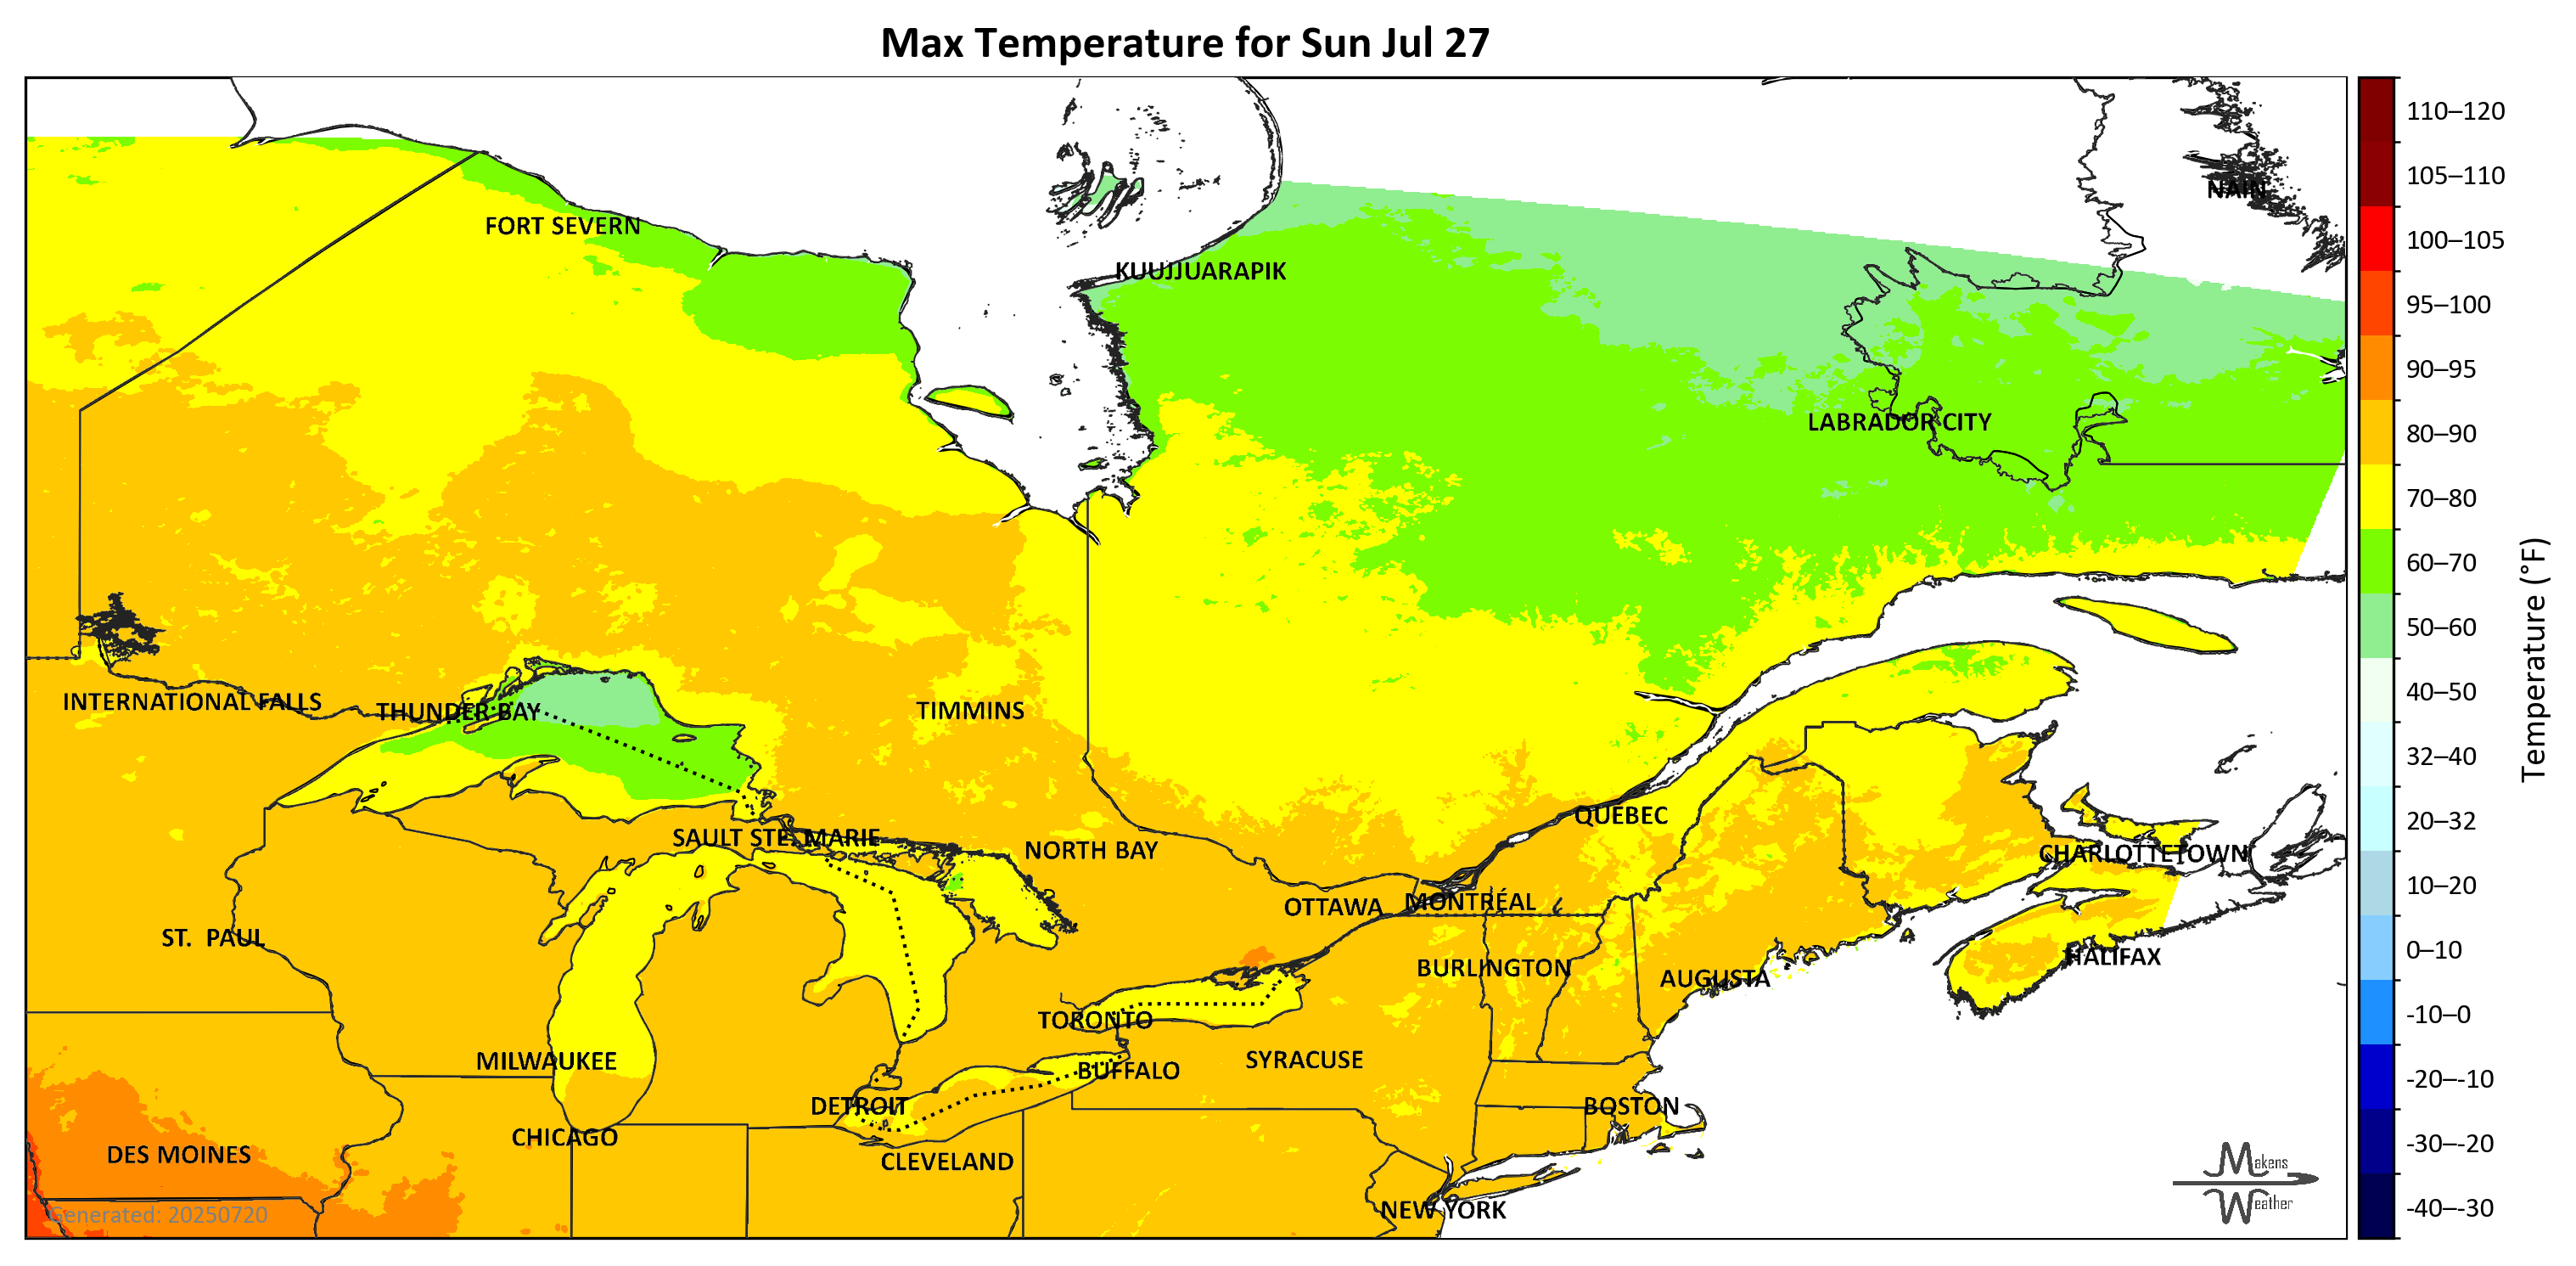 Max Temperature for Sun Jul 27
110–120
105–110
NAIN
FORT SEVERN
100–105
KUUJJUARAPIK
95–100
90–95
LABRADOR CITY
80–90
70–80
60–70
50–60
Temperature (°F)
40–50
INTERNATIONAL FALLS
THUNDER BAY
TIMMINS
32–40
QUEBEC
20–32
SAULT STE. MARIE
NORTH BAY
CHARLOTTETOWN
10–20
OTTAWA
MONTRÉAL
ST. PAUL
0–10
HALIFAX
BURLINGTON
AUGUSTA
-10–0
TORONTO
MILWAUKEE
SYRACUSE
BUFFALO
-20–-10
DETROIT
BOSTON
CHICAGO
-30–-20
DES MOINES
CLEVELAND
Makens
Weather
-40–-30
NEW YORK
Generated: 20250720